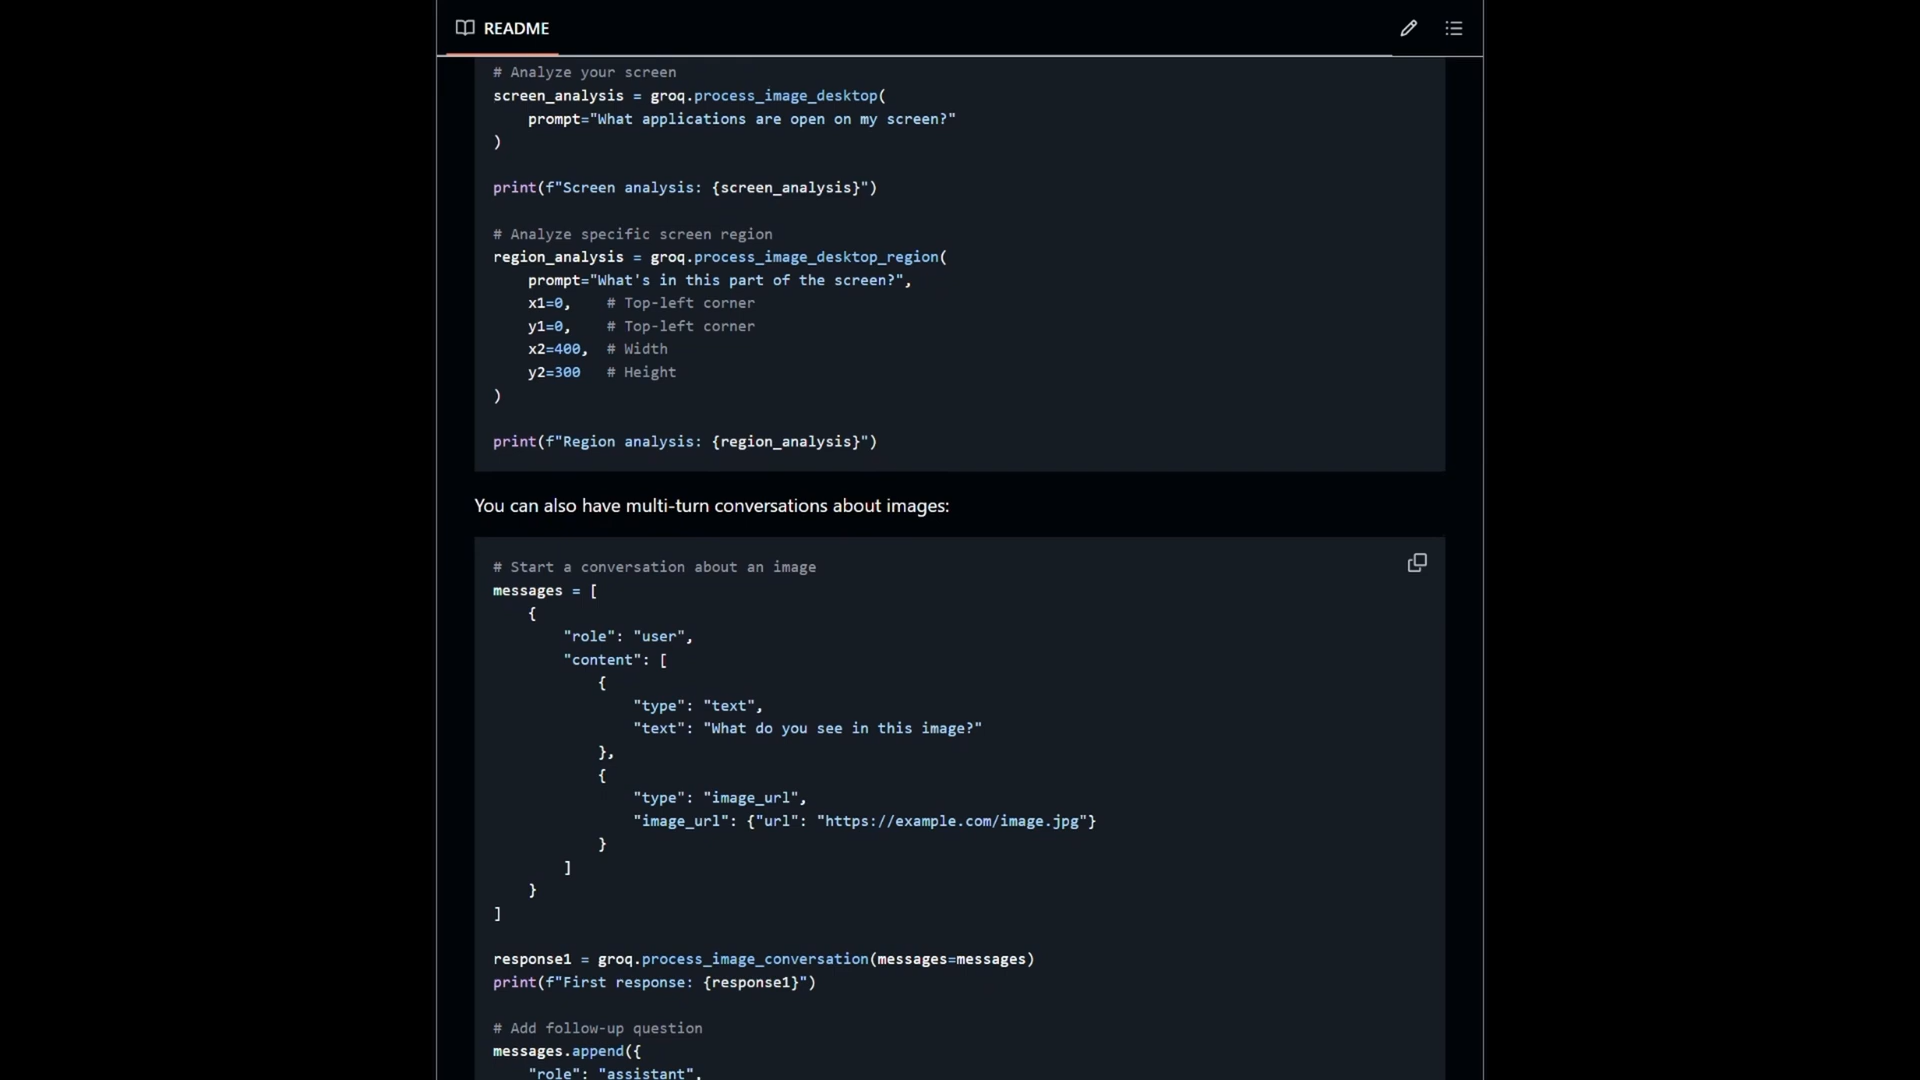 README
# Analyze your screen
screen_analysis = groq.process_image_desktop(
    prompt="What applications are open on my screen?"
)
print(f"Screen analysis: {screen_analysis}")
# Analyze specific screen region
region_analysis = groq.process_image_desktop_region(
    prompt="What's in this part of the screen?",
    x1=0,    # Top-left corner
    y1=0,    # Top-left corner
    x2=400,  # Width
    y2=300   # Height
)
print(f"Region analysis: {region_analysis}")
You can also have multi-turn conversations about images:
# Start a conversation about an image
messages = [
    {
        "role": "user",
        "content": [
            {
                "type": "text",
                "text": "What do you see in this image?"
            },
            {
                "type": "image_url",
                "image_url": {"url": "https://example.com/image.jpg"}
            }
        ]
    }
]
response1 = groq.process_image_conversation(messages=messages)
print(f"First response: {response1}")
# Add follow-up question
messages.append({
    "role": "assistant",